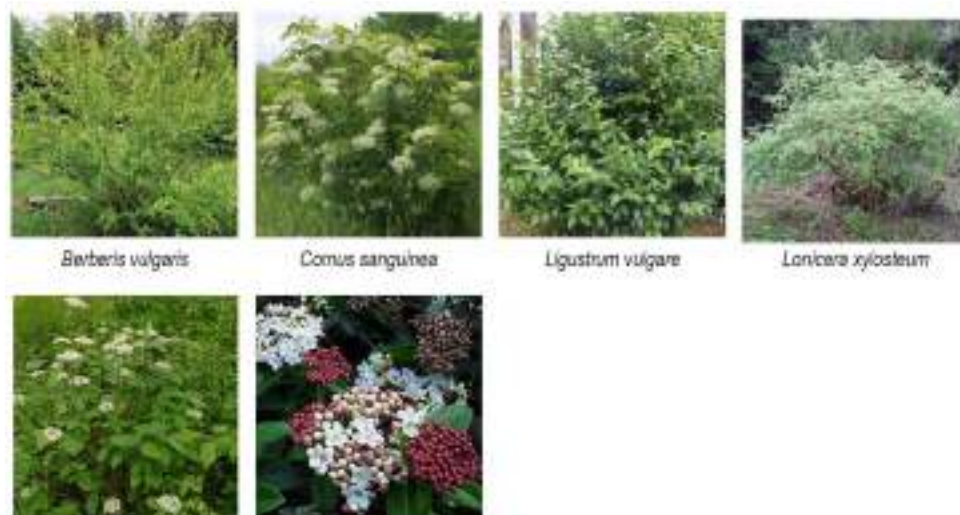 Berberis vulgaris
Cornus sanguinea
Ligustrum vulgare
Lonicera xylosteum